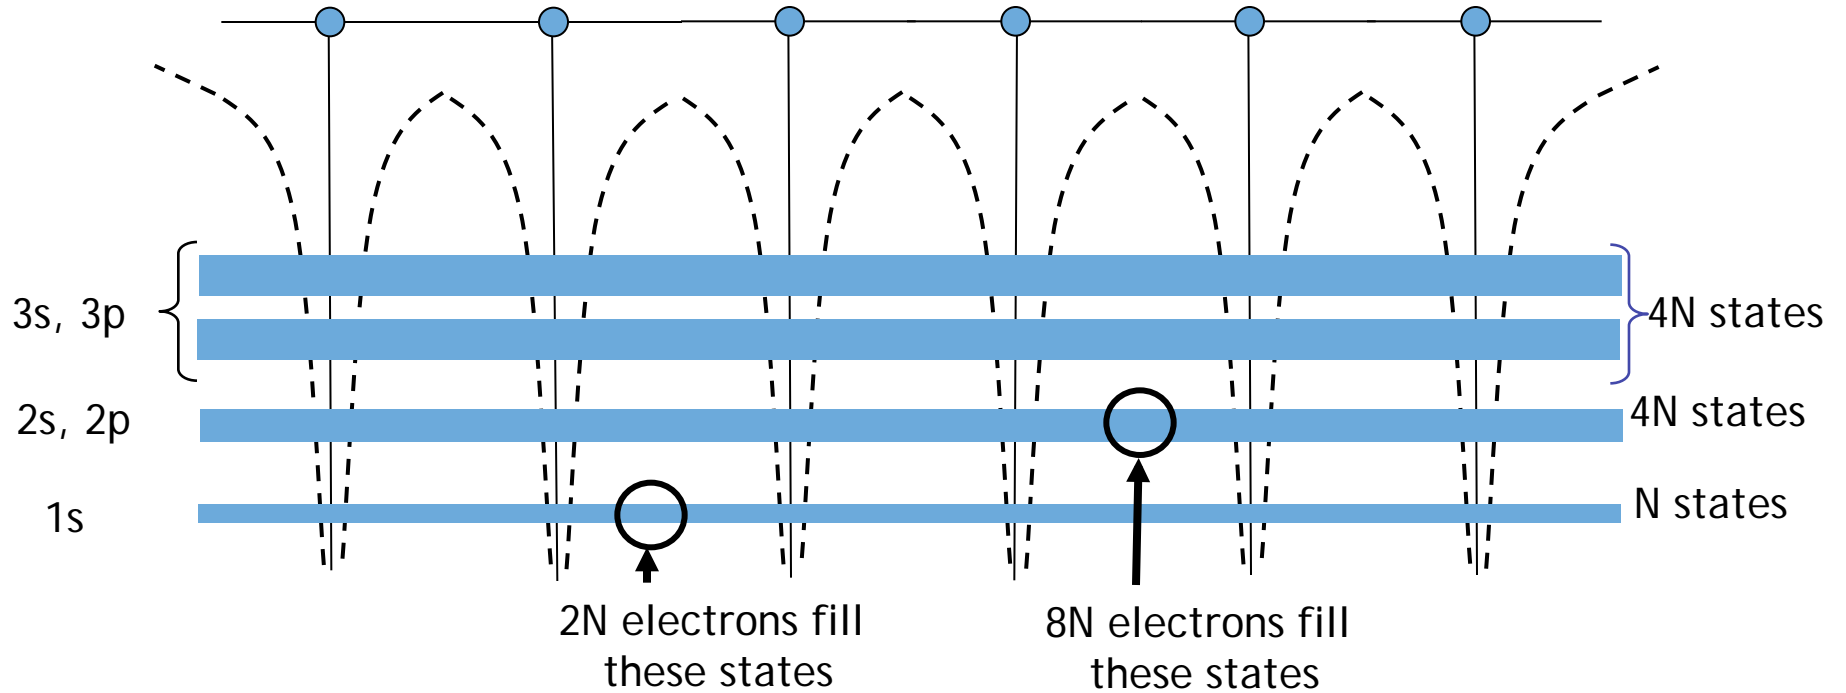 3s, 3p
4N states
2s, 2p
4N states
1s
N states
2N electrons fill
these states
8N electrons fill
these states